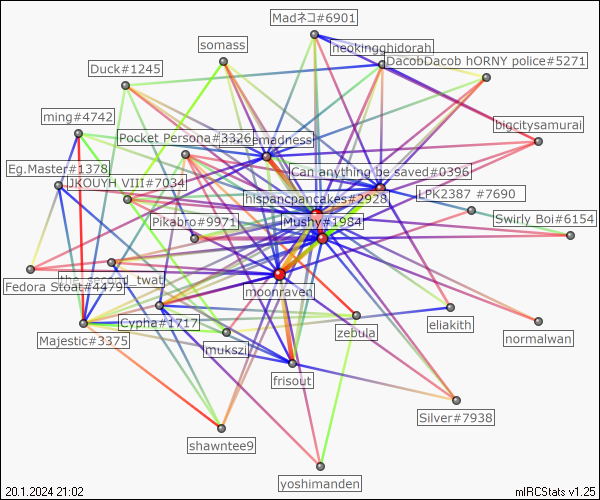 Madネコ#6901
somass
neokingghidorah
DacobDacob hORNY police#5271
Duck#1245
ming#4742
bigcitysamurai
Pocket Persona#3326
madness
Eg.Master#1378
Can anything be saved#0396
JKOUYH VIII#7034
LPK2387 #7690
hispancpancakes#2928
Pikabro#9971
Mushy#1984
Swirly Boi#6154
the_second_twat
Fedora Stoat#4479
moonraven
Cypha#1717
eliakith
zebula
normalwan
Majestic#3375
mukszi
frisout
Silver#7938
shawntee9
yoshimanden
20.1.2024 21:02
mIRCStats v1.25